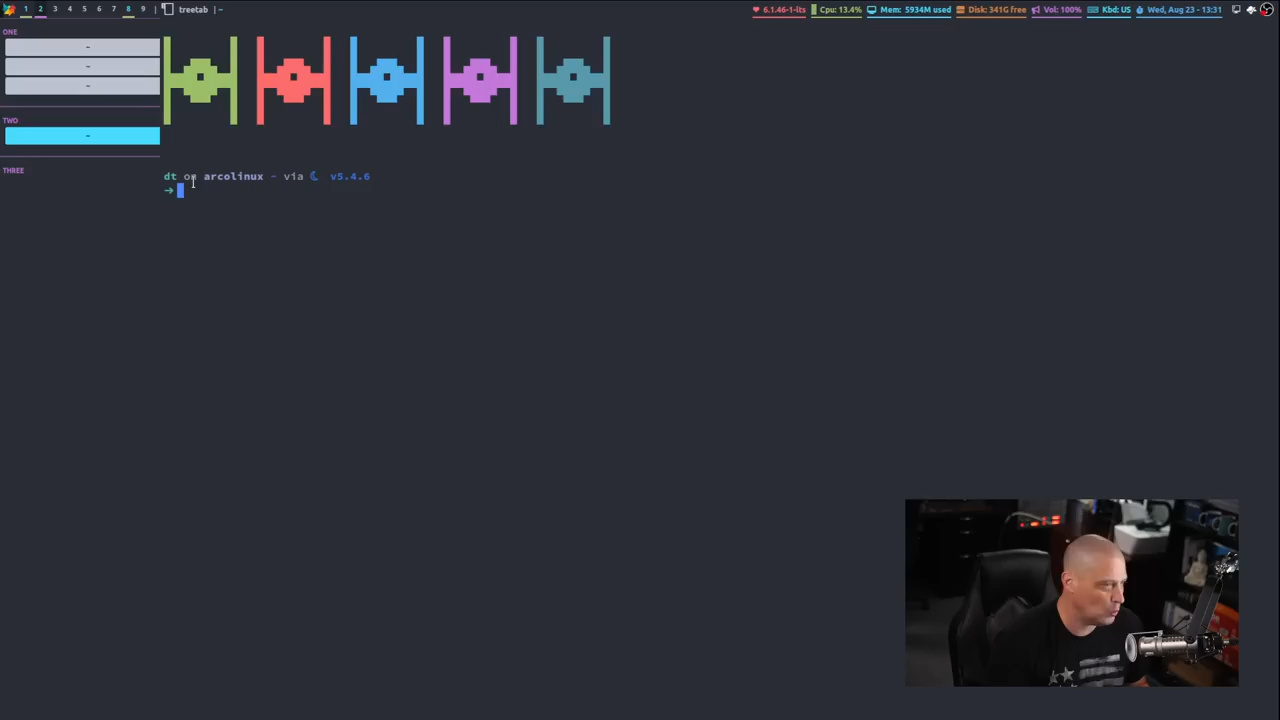 1 2 3 4 5 6 7 8 9 | treetab | ~
6.1.46-1-lts Cpu: 13.4% Mem: 5934M used Disk: 341G free Vol: 100% Kbd: US Wed, Aug 23 - 13:31
ONE
~
~
~
TWO
~
THREE
dt on arcolinux ~ via v5.4.6
→